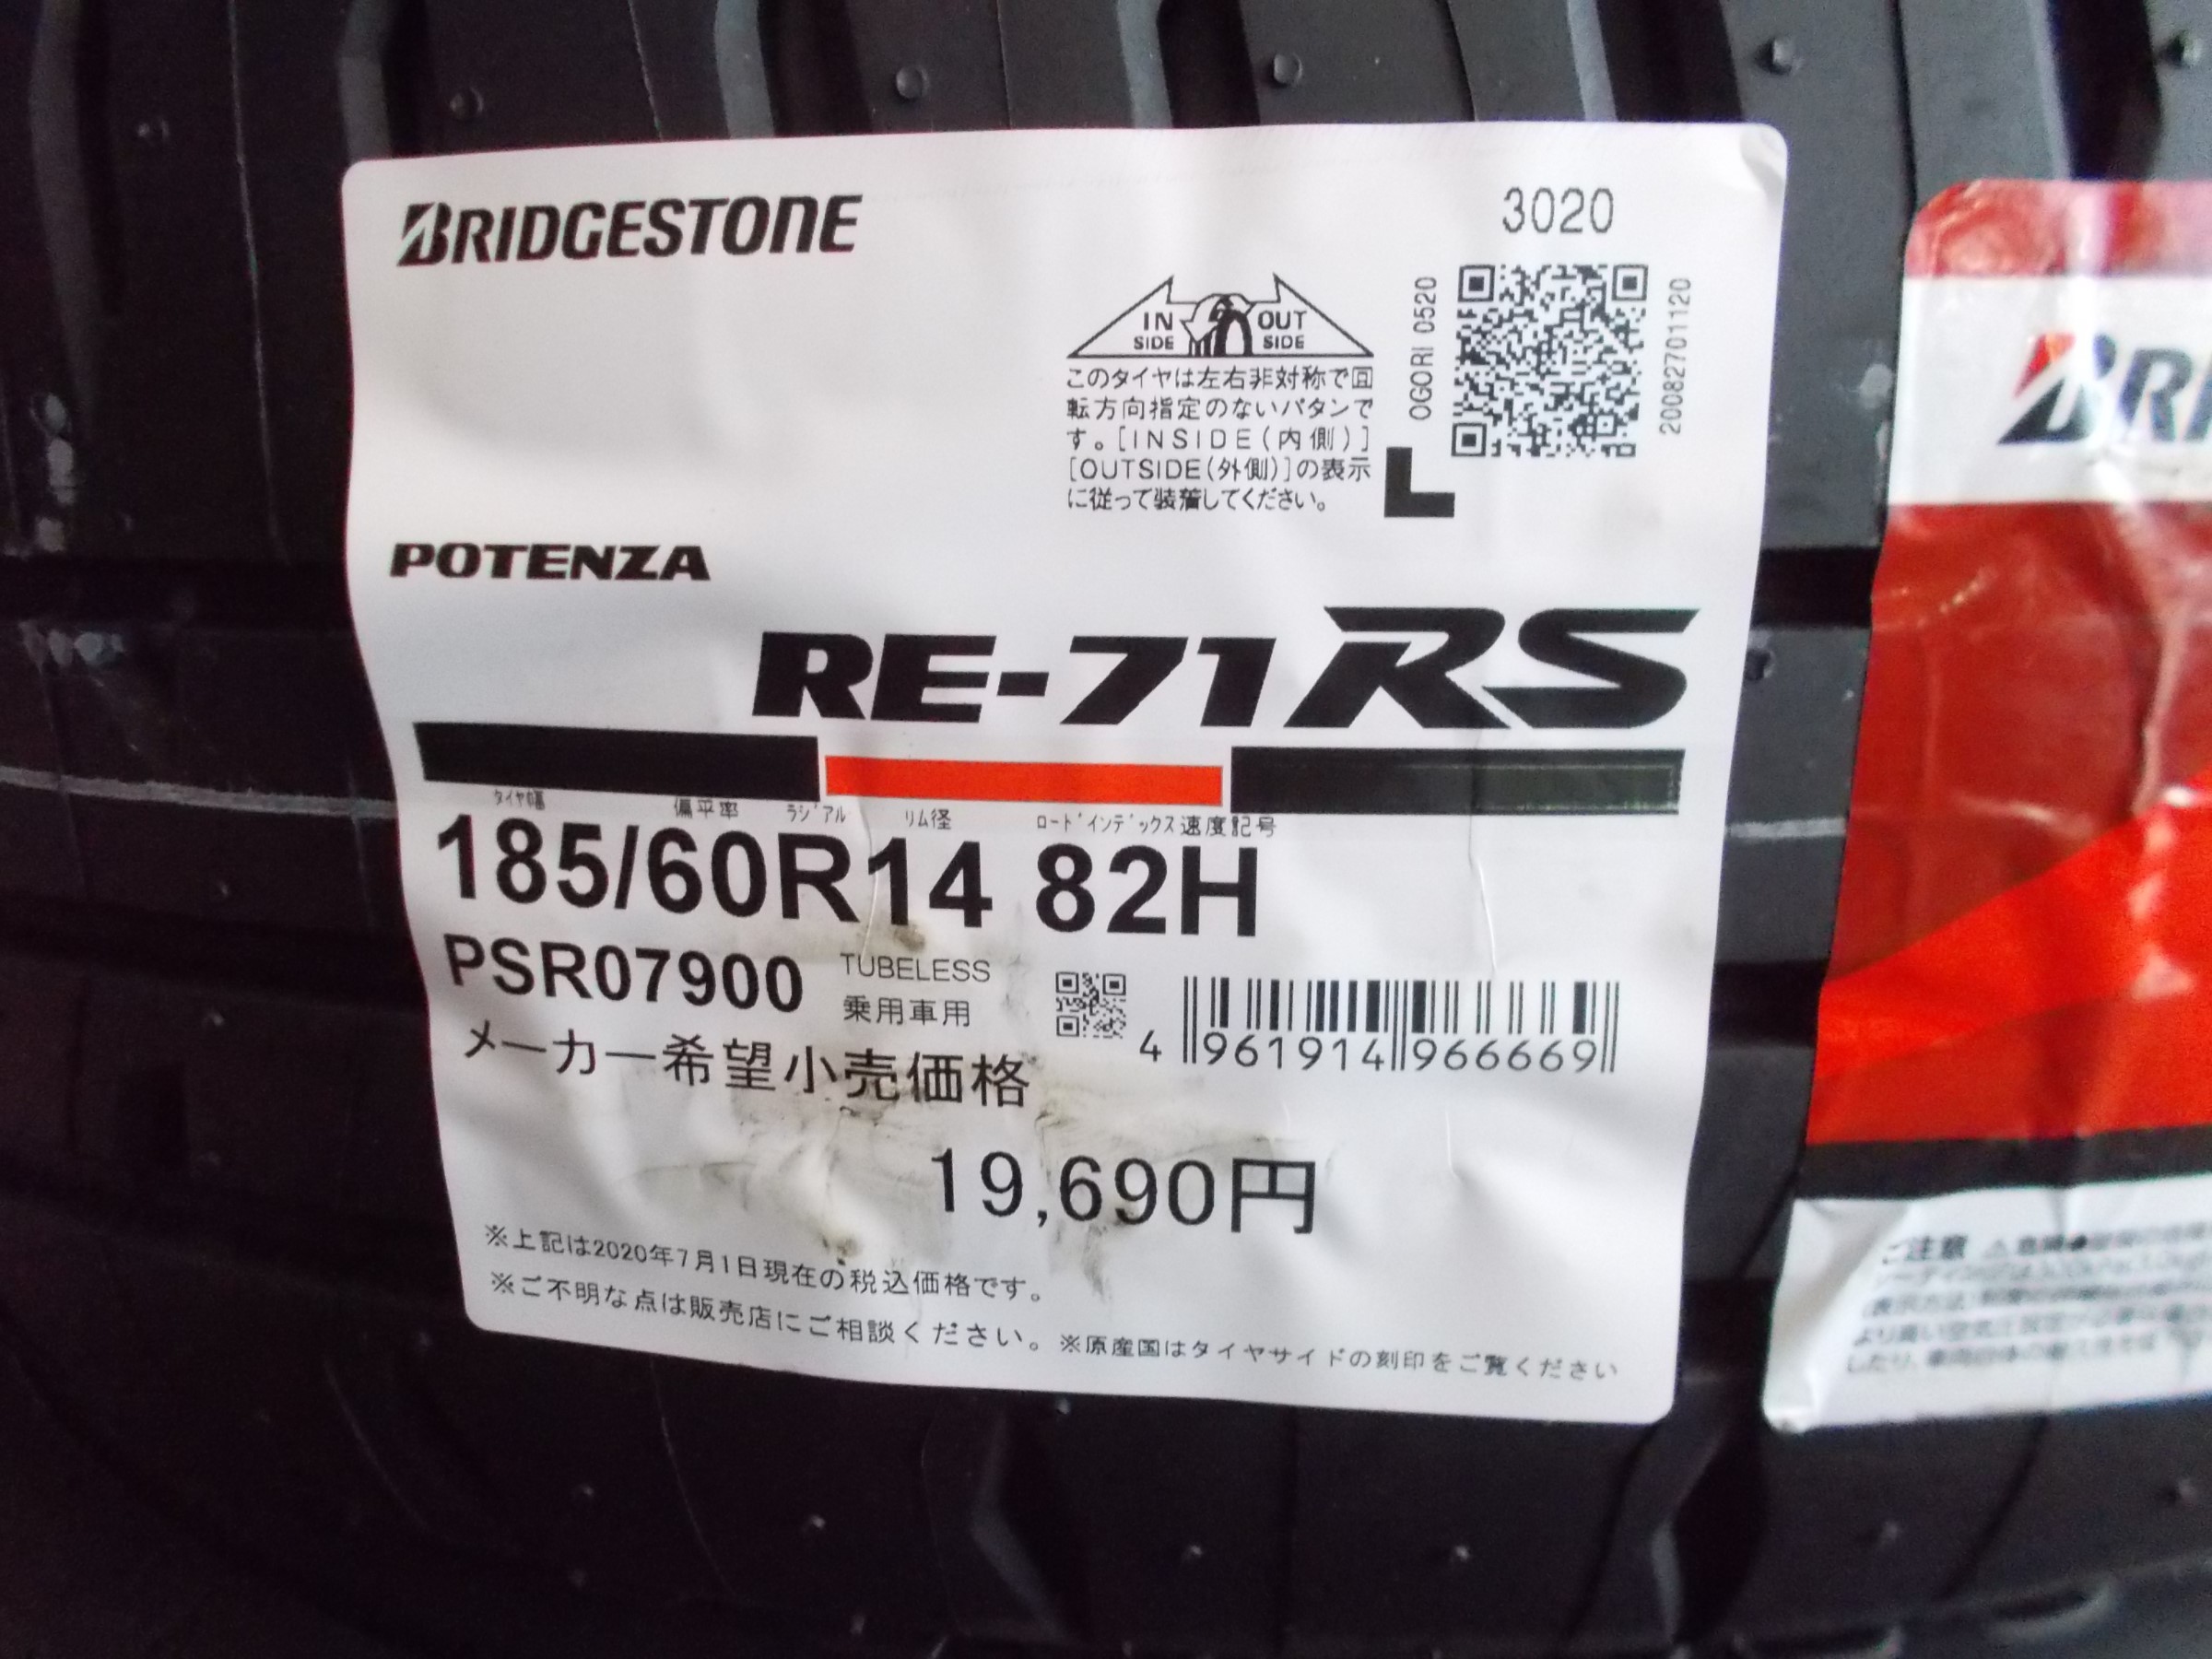 BRIDGESTONE
3020
IN SIDE
OUT SIDE
OGORI 0520
2008270112​0
このタイヤは左右非対称で回
転方向指定のないパタンで
す。[INSIDE(内側)]
[OUTSIDE(外側)]の表示
に従って装着してください。
L
POTENZA
RE-71RS
タイヤ幅 偏平率 ラジアル リム径 ロードインデックス 速度記号
185/60R14 82H
PSR07900
TUBELESS
乗用車用
4 961914 966669
メーカー希望小売価格
19,690円
※上記は2020年7月1日現在の税込価格です。
※ご不明な点は販売店にご相談ください。※原産国はタイヤサイドの刻印をご覧ください
BRI
ご注意